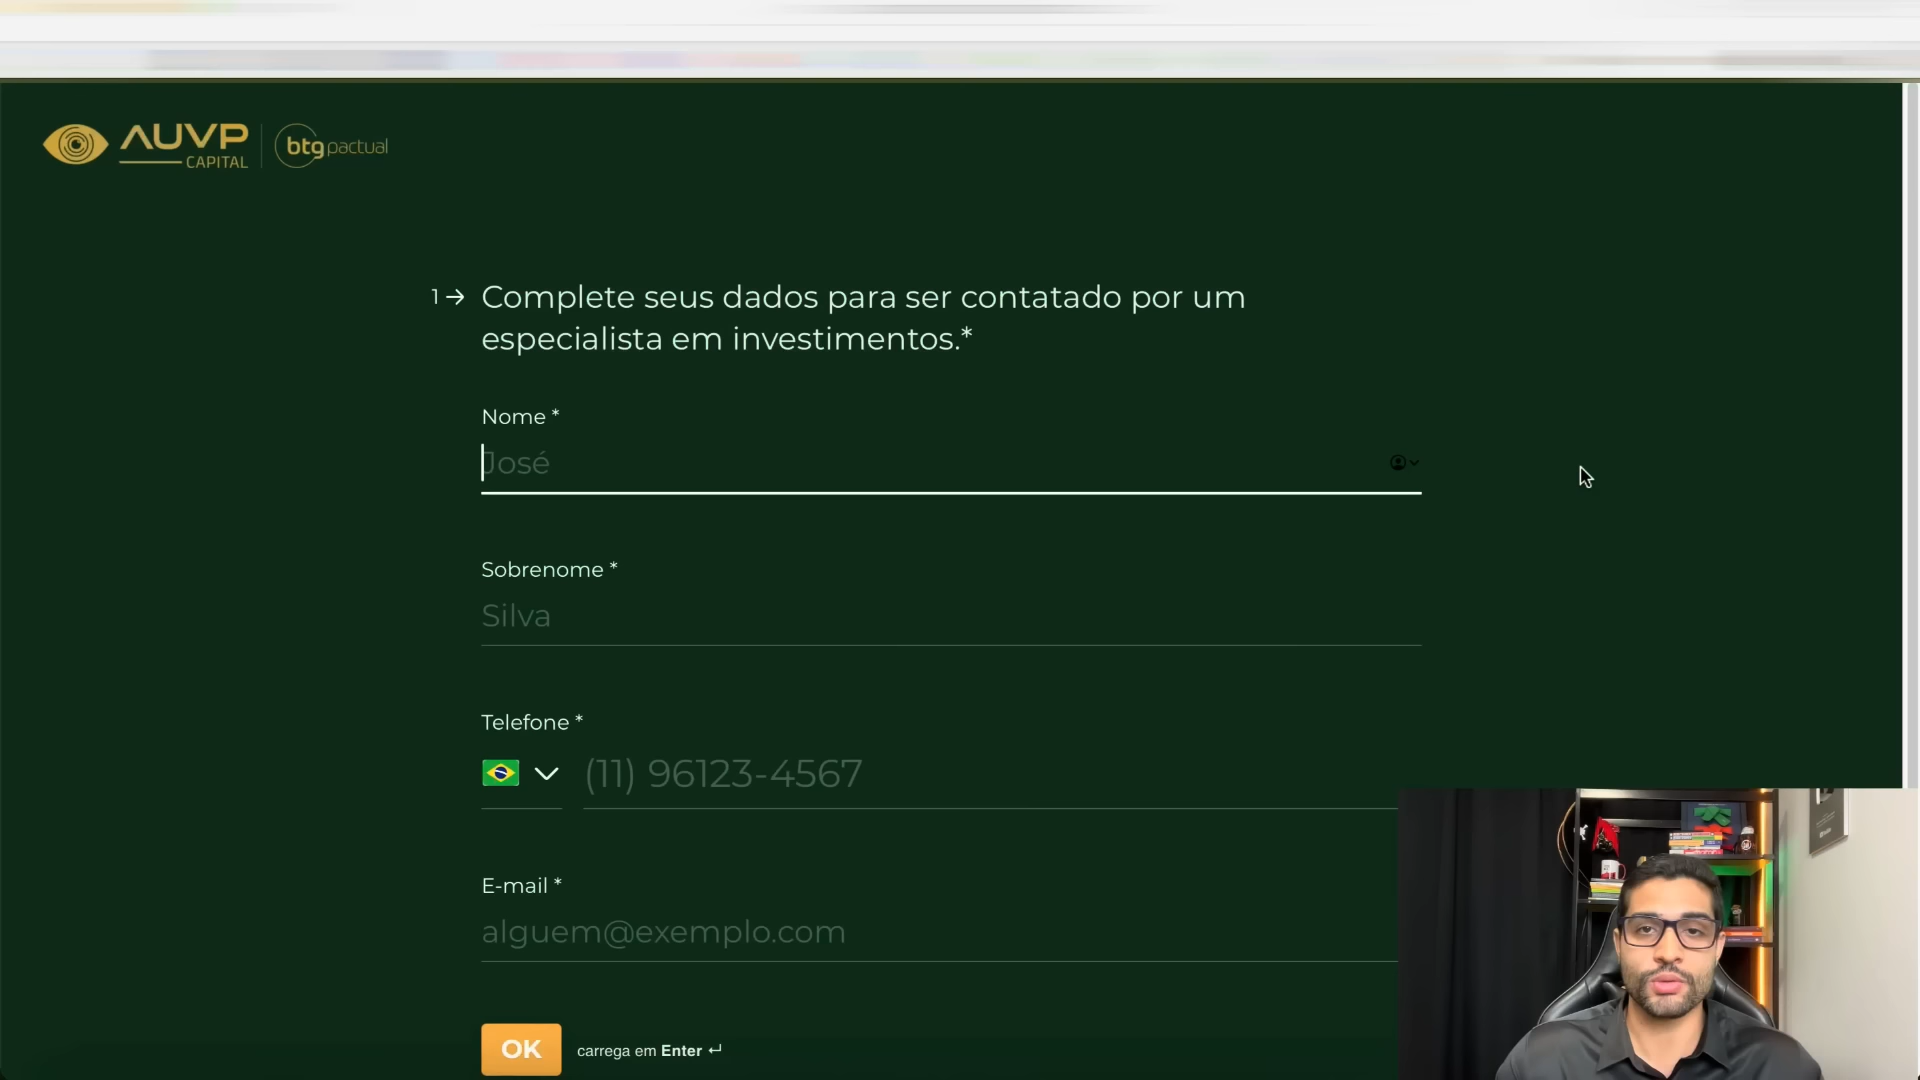 AUVP
CAPITAL
btg pactual
1→ Complete seus dados para ser contatado por um
especialista em investimentos.*
Nome *
José
Sobrenome *
Silva
Telefone *
(11) 96123-4567
E-mail *
alguem@exemplo.com
OK
carrega em Enter ↵